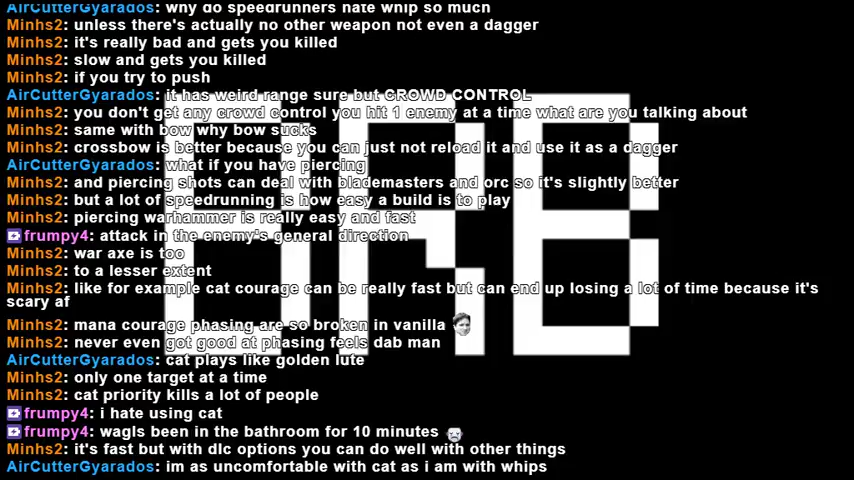 AirCutterGyarados: why do speedrunners hate whip so much
Minhs2: unless there's actually no other weapon not even a dagger
Minhs2: it's really bad and gets you killed
Minhs2: slow and gets you killed
Minhs2: if you try to push
AirCutterGyarados: it has weird range sure but CROWD CONTROL
Minhs2: you don't get any crowd control you hit 1 enemy at a time what are you talking about
Minhs2: same with bow why bow sucks
Minhs2: crossbow is better because you can just not reload it and use it as a dagger
AirCutterGyarados: what if you have piercing
Minhs2: and piercing shots can deal with blademasters and orc so it's slightly better
Minhs2: but a lot of speedrunning is how easy a build is to play
Minhs2: piercing warhammer is really easy and fast
frumpy4: attack in the enemy's general direction
Minhs2: war axe is too
Minhs2: to a lesser extent
Minhs2: like for example cat courage can be really fast but can end up losing a lot of time because it's
scary af
Minhs2: mana courage phasing are so broken in vanilla
Minhs2: never even got good at phasing feels dab man
AirCutterGyarados: cat plays like golden lute
Minhs2: only one target at a time
Minhs2: cat priority kills a lot of people
frumpy4: i hate using cat
frumpy4: wagls been in the bathroom for 10 minutes
Minhs2: it's fast but with dlc options you can do well with other things
AirCutterGyarados: im as uncomfortable with cat as i am with whips
BRB